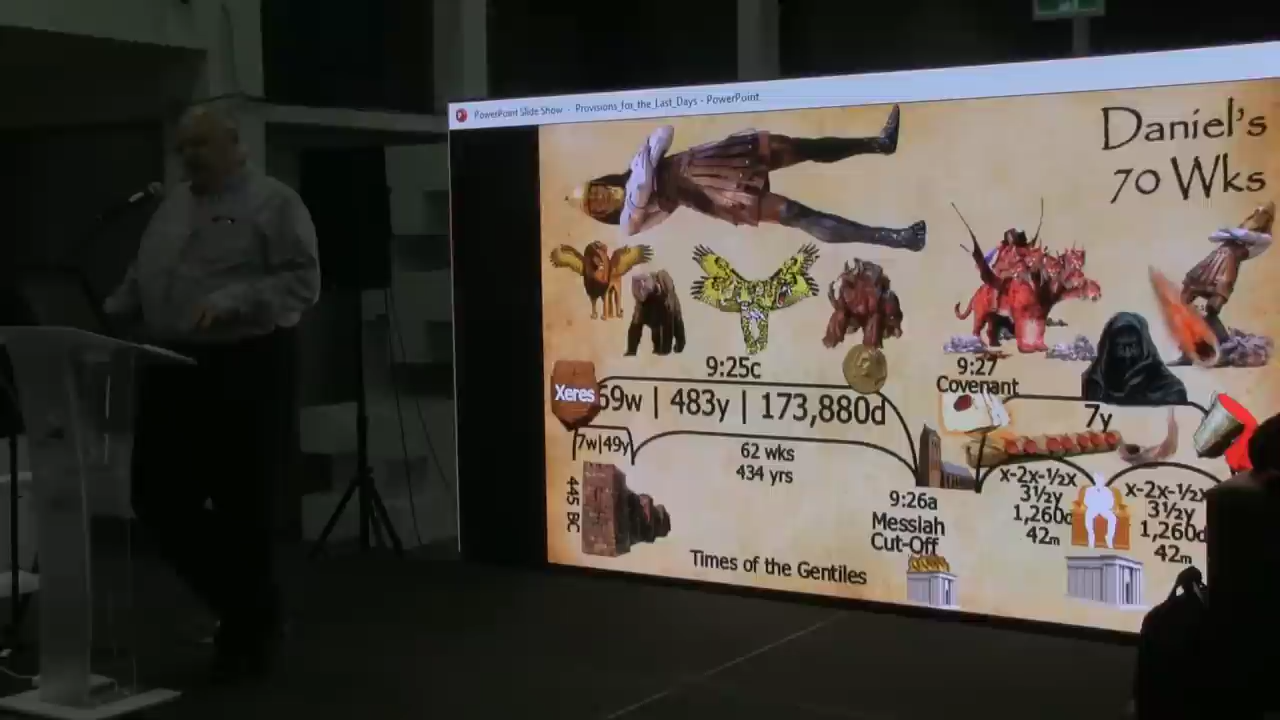 PowerPoint Slide Show - Provisions_for_the_Last_Days - PowerPoint
Daniel's
70 Wks
9:25c
Xeres
69w | 483y | 173,880d
7w|49y
62 wks
434 yrs
445 BC
9:26a
Messiah
Cut-Off
Times of the Gentiles
9:27
Covenant
7y
x-2x-½x
3½y
1,260d
42m
x-2x-½x
3½y
1,260d
42m